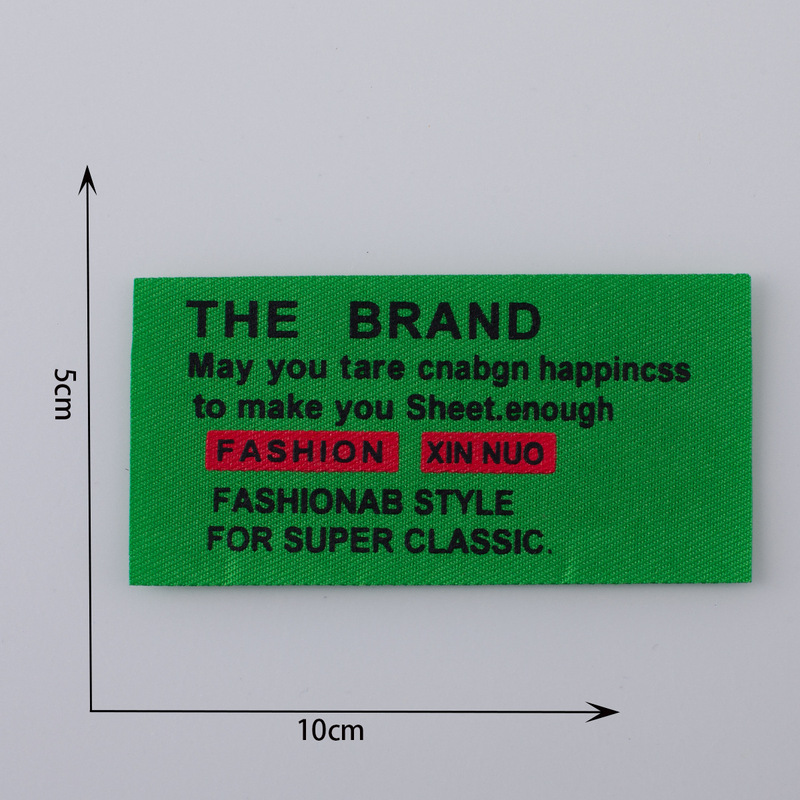 THE BRAND
May you tare cnabgn happincss
to make you Sheet.enough
FASHION XIN NUO
FASHIONAB STYLE
FOR SUPER CLASSIC.
5cm
10cm